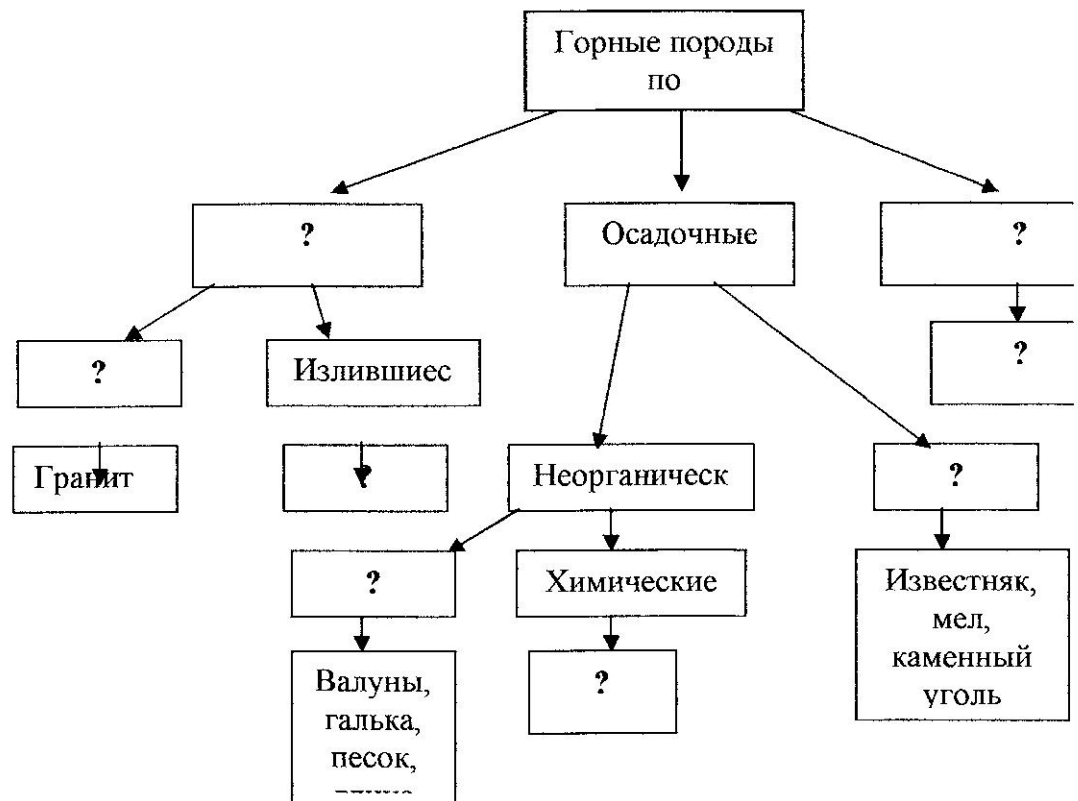 Горные породы
по
?
Осадочные
?
?
Излившиес
?
Гранит
?
Неорганическ
?
?
Химические
Известняк,
мел,
каменный
уголь
Валуны,
галька,
песок,
?